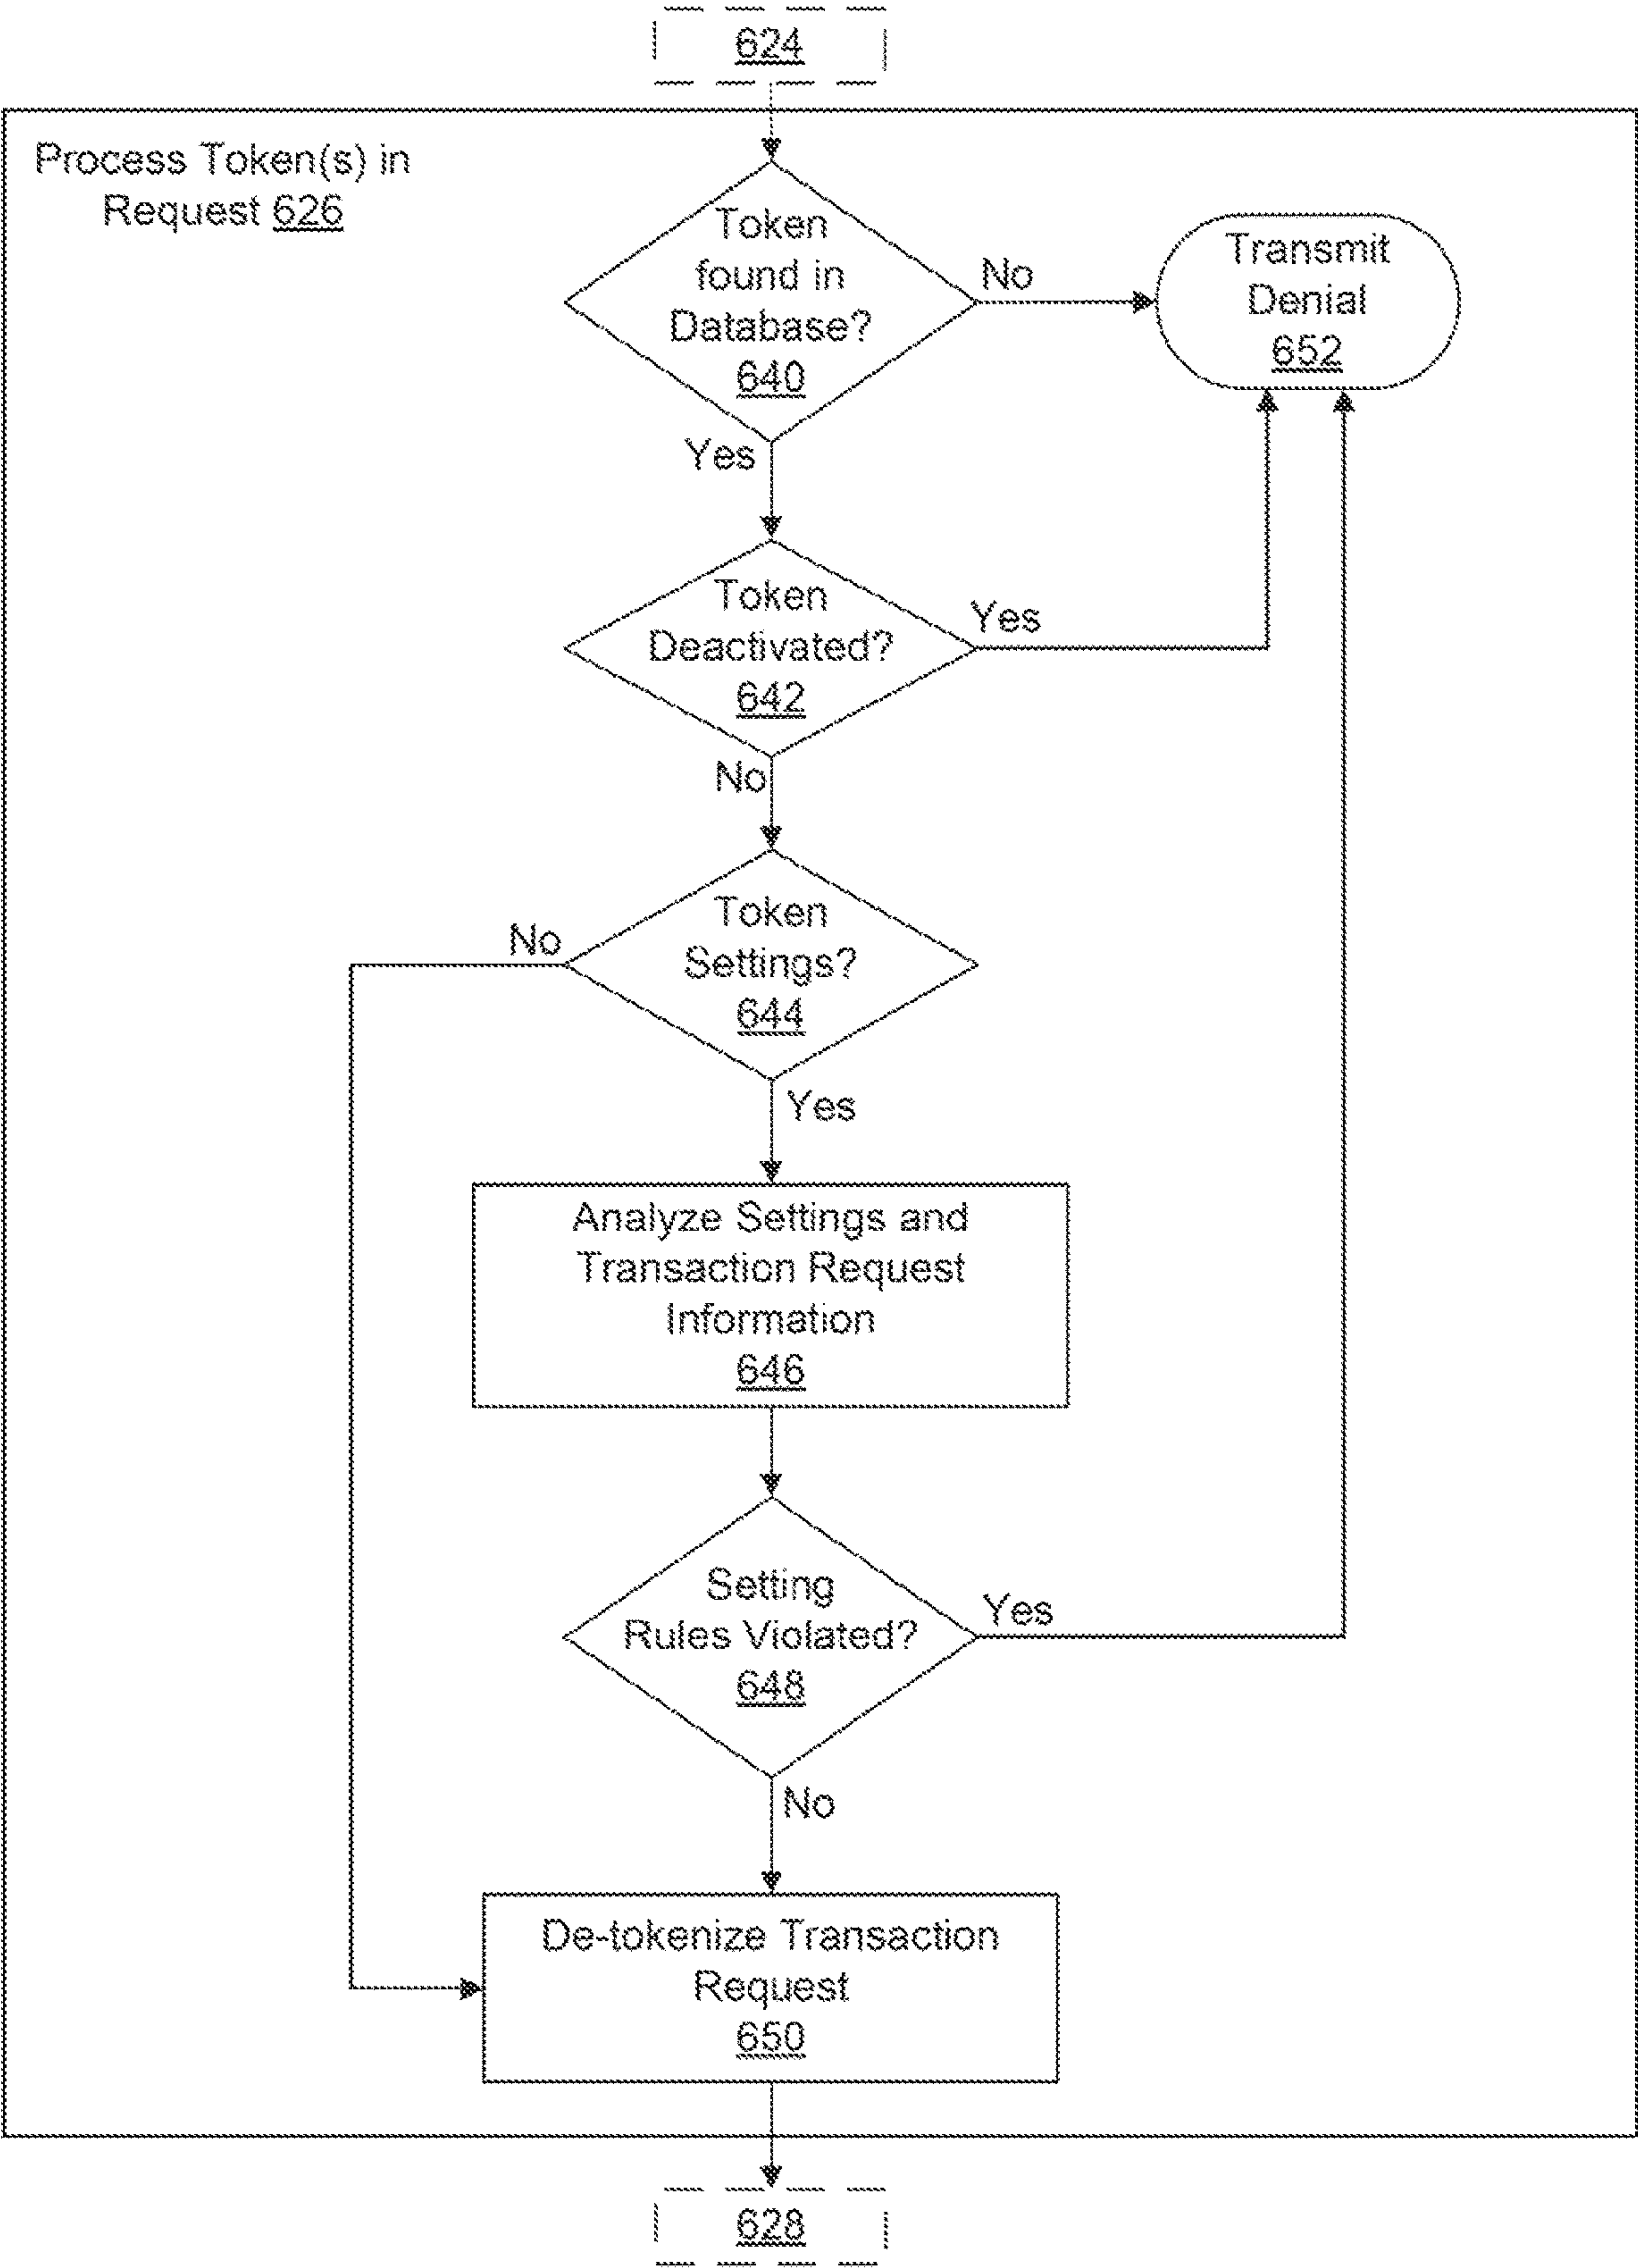 624
Process Token(s) in
Request 626
Token
found in
Database?
640
No
Transmit
Denial
652
Yes
Token
Deactivated?
642
Yes
No
Token
Settings?
644
No
Yes
Analyze Settings and
Transaction Request
Information
646
Setting
Rules Violated?
648
Yes
No
De-tokenize Transaction
Request
650
628